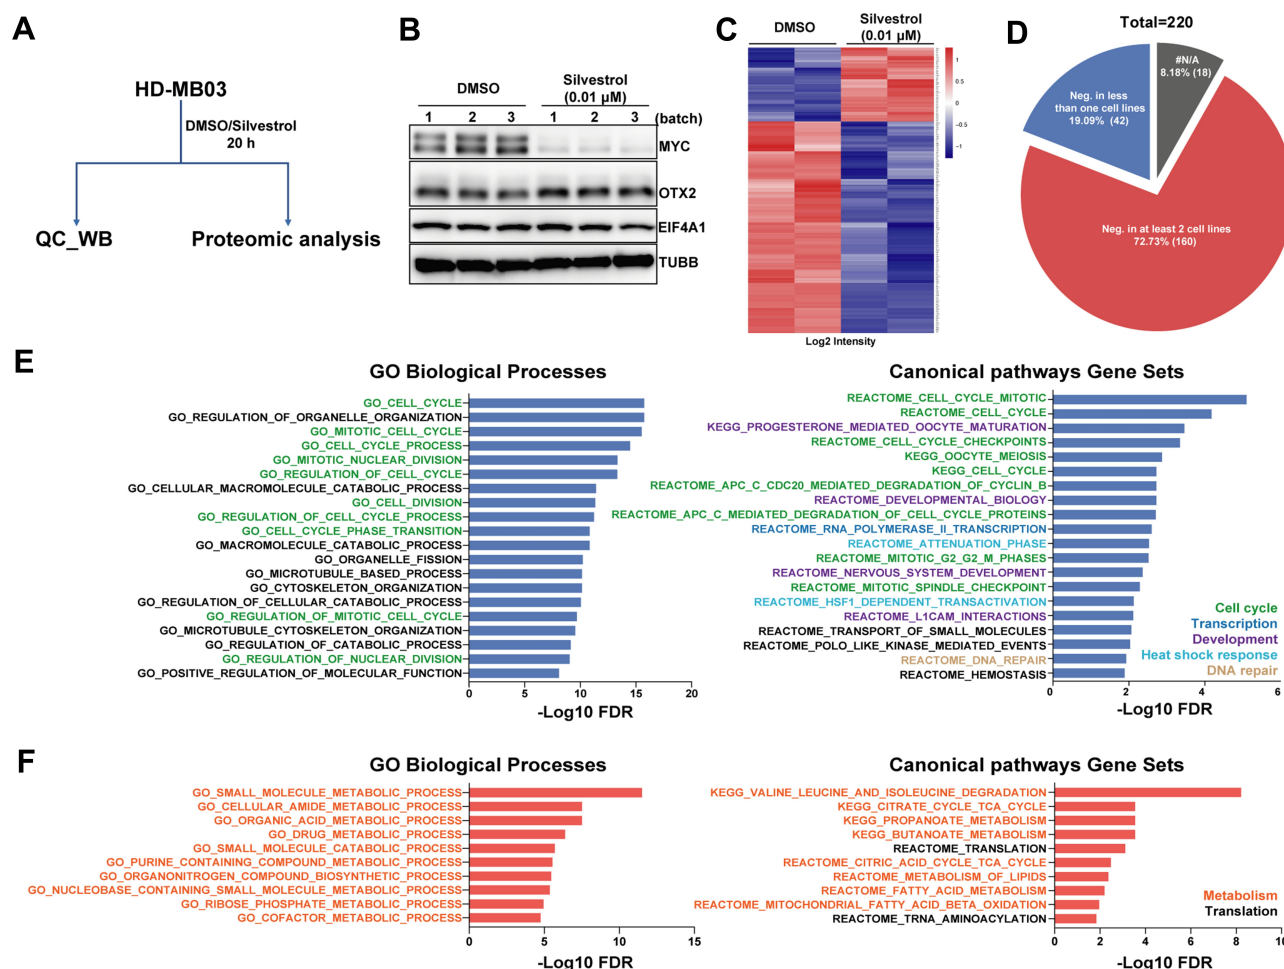 A
HD-MB03
DMSO/Silvestrol
20 h
QC_WB
Proteomic analysis
B
DMSO
Silvestrol
(0.01 µM)
1 2 3 1 2 3 (batch)
MYC
OTX2
EIF4A1
TUBB
C
DMSO
Silvestrol
(0.01 µM)
1
0.5
0
-0.5
-1
Log2 Intensity
D
Total=220
#N/A
8.18% (18)
Neg. in less
than one cell lines
19.09% (42)
Neg. in at least 2 cell lines
72.73% (160)
E
GO Biological Processes
GO_CELL_CYCLE
GO_REGULATION_OF_ORGANELLE_ORGANIZATION
GO_MITOTIC_CELL_CYCLE
GO_CELL_CYCLE_PROCESS
GO_MITOTIC_NUCLEAR_DIVISION
GO_REGULATION_OF_CELL_CYCLE
GO_CELLULAR_MACROMOLECULE_CATABOLIC_PROCESS
GO_CELL_DIVISION
GO_REGULATION_OF_CELL_CYCLE_PROCESS
GO_CELL_CYCLE_PHASE_TRANSITION
GO_MACROMOLECULE_CATABOLIC_PROCESS
GO_ORGANELLE_FISSION
GO_MICROTUBULE_BASED_PROCESS
GO_CYTOSKELETON_ORGANIZATION
GO_REGULATION_OF_CELLULAR_CATABOLIC_PROCESS
GO_REGULATION_OF_MITOTIC_CELL_CYCLE
GO_MICROTUBULE_CYTOSKELETON_ORGANIZATION
GO_REGULATION_OF_CATABOLIC_PROCESS
GO_REGULATION_OF_NUCLEAR_DIVISION
GO_POSITIVE_REGULATION_OF_MOLECULAR_FUNCTION
0 5 10 15 20
-Log10 FDR
Canonical pathways Gene Sets
REACTOME_CELL_CYCLE_MITOTIC
REACTOME_CELL_CYCLE
KEGG_PROGESTERONE_MEDIATED_OOCYTE_MATURATION
REACTOME_CELL_CYCLE_CHECKPOINTS
KEGG_OOCYTE_MEIOSIS
KEGG_CELL_CYCLE
REACTOME_APC_C_CDC20_MEDIATED_DEGRADATION_OF_CYCLIN_B
REACTOME_DEVELOPMENTAL_BIOLOGY
REACTOME_APC_C_MEDIATED_DEGRADATION_OF_CELL_CYCLE_PROTEINS
REACTOME_RNA_POLYMERASE_II_TRANSCRIPTION
REACTOME_ATTENUATION_PHASE
REACTOME_MITOTIC_G2_G2_M_PHASES
REACTOME_NERVOUS_SYSTEM_DEVELOPMENT
REACTOME_MITOTIC_SPINDLE_CHECKPOINT
REACTOME_HSF1_DEPENDENT_TRANSACTIVATION
REACTOME_L1CAM_INTERACTIONS
REACTOME_TRANSPORT_OF_SMALL_MOLECULES
REACTOME_POLO_LIKE_KINASE_MEDIATED_EVENTS
REACTOME_DNA_REPAIR
REACTOME_HEMOSTASIS
Cell cycle
Transcription
Development
Heat shock response
DNA repair
0 2 4 6
-Log10 FDR
F
GO Biological Processes
GO_SMALL_MOLECULE_METABOLIC_PROCESS
GO_CELLULAR_AMIDE_METABOLIC_PROCESS
GO_ORGANIC_ACID_METABOLIC_PROCESS
GO_DRUG_METABOLIC_PROCESS
GO_SMALL_MOLECULE_CATABOLIC_PROCESS
GO_PURINE_CONTAINING_COMPOUND_METABOLIC_PROCESS
GO_ORGANONITROGEN_COMPOUND_BIOSYNTHETIC_PROCESS
GO_NUCLEOBASE_CONTAINING_SMALL_MOLECULE_METABOLIC_PROCESS
GO_RIBOSE_PHOSPHATE_METABOLIC_PROCESS
GO_COFACTOR_METABOLIC_PROCESS
0 5 10 15
-Log10 FDR
Canonical pathways Gene Sets
KEGG_VALINE_LEUCINE_AND_ISOLEUCINE_DEGRADATION
KEGG_CITRATE_CYCLE_TCA_CYCLE
KEGG_PROPANOATE_METABOLISM
KEGG_BUTANOATE_METABOLISM
REACTOME_TRANSLATION
REACTOME_CITRIC_ACID_CYCLE_TCA_CYCLE
REACTOME_METABOLISM_OF_LIPIDS
REACTOME_FATTY_ACID_METABOLISM
REACTOME_MITOCHONDRIAL_FATTY_ACID_BETA_OXIDATION
REACTOME_TRNA_AMINOACYLATION
Metabolism
Translation
0 2 4 6 8 10
-Log10 FDR